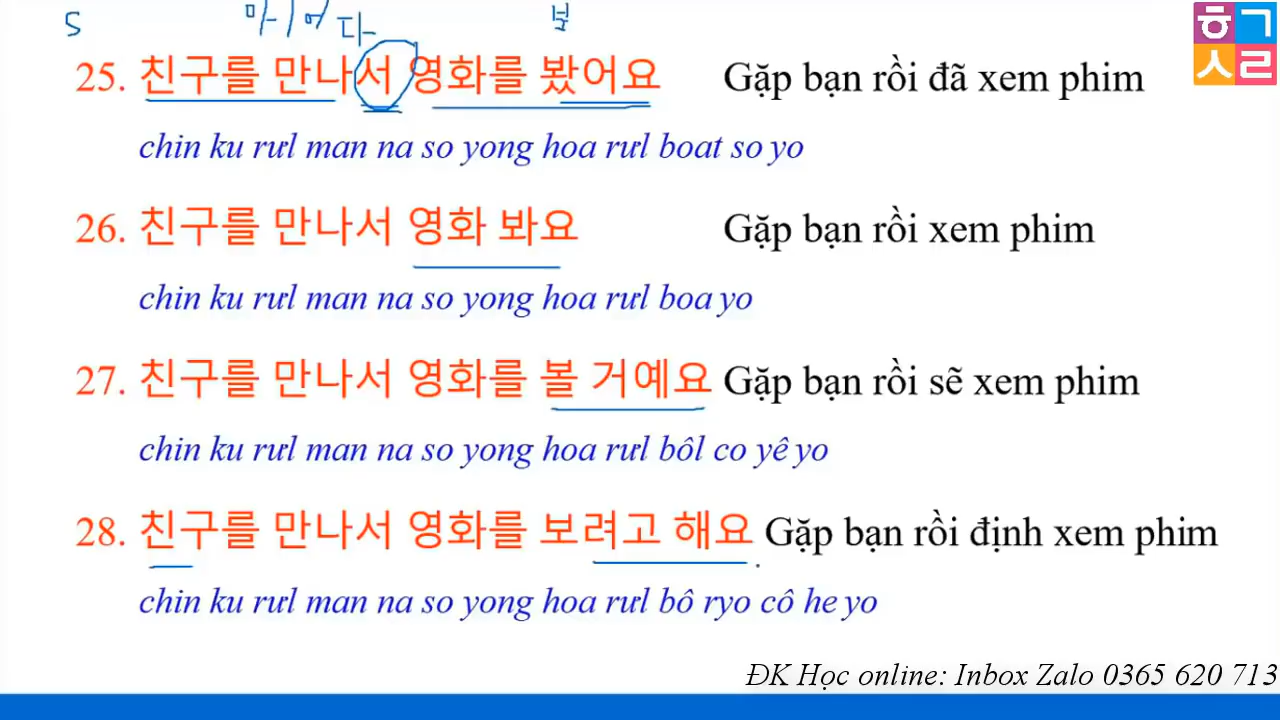 S
ㅎㄱ
ㅅㄹ
25. 친구를 만나서 영화를 봤어요 Gặp bạn rồi đã xem phim
chin ku rưl man na so yong hoa rưl boat so yo
26. 친구를 만나서 영화 봐요 Gặp bạn rồi xem phim
chin ku rưl man na so yong hoa rưl boa yo
27. 친구를 만나서 영화를 볼 거예요 Gặp bạn rồi sẽ xem phim
chin ku rưl man na so yong hoa rưl bôl co yê yo
28. 친구를 만나서 영화를 보려고 해요 Gặp bạn rồi định xem phim
chin ku rưl man na so yong hoa rưl bô ryo cô he yo
ĐK Học online: Inbox Zalo 0365 620 713